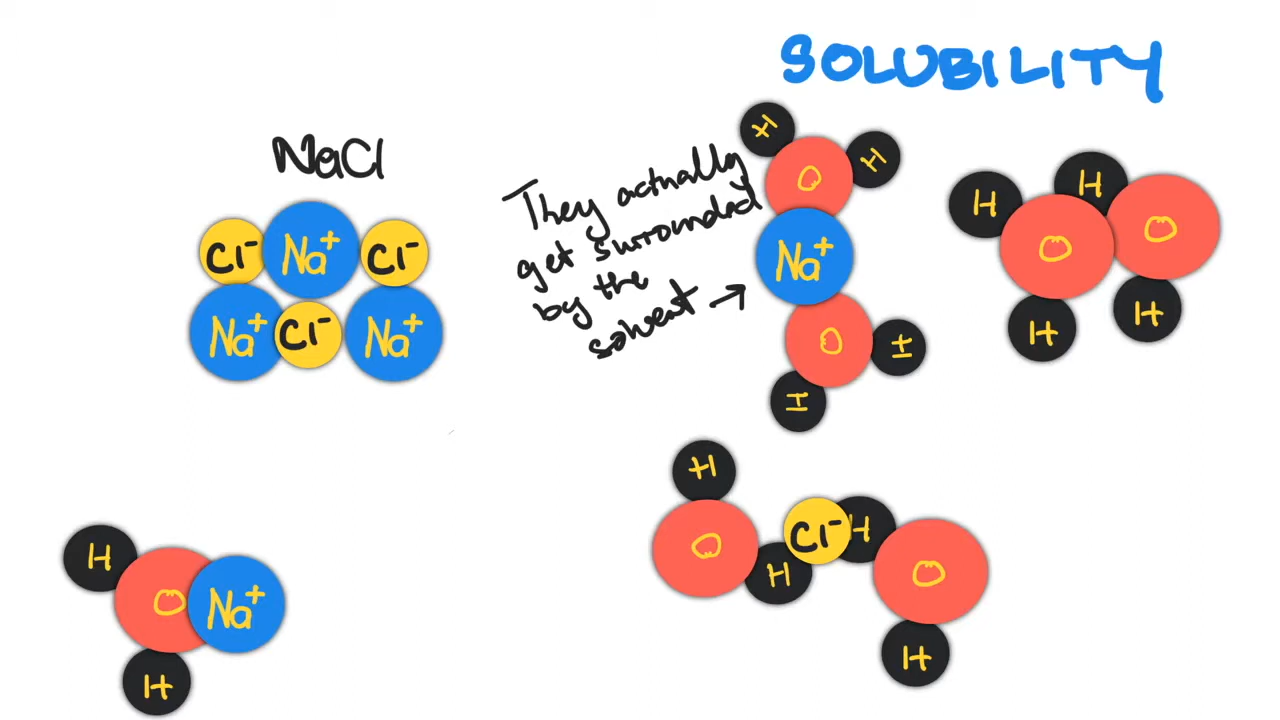 SOLUBILITY
NaCl
Cl⁻ Na⁺ Cl⁻
Na⁺ Cl⁻ Na⁺
They actually
get surrounded
by the
solvent →
H
H
O
Na⁺
O
H
H
H
H
O
O
H
H
H
O
H
Cl⁻
H
O
H
H
O
Na⁺
H